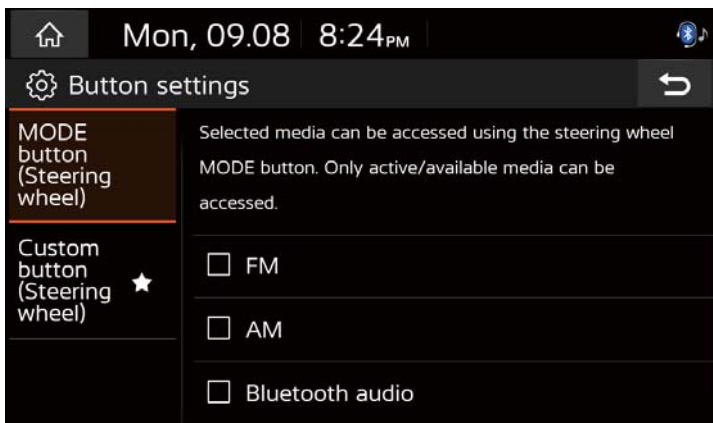 Mon, 09.08 8:24PM
Button settings
MODE
button
(Steering
wheel)
Custom
button
(Steering
wheel)
Selected media can be accessed using the steering wheel
MODE button. Only active/available media can be
accessed.
FM
AM
Bluetooth audio